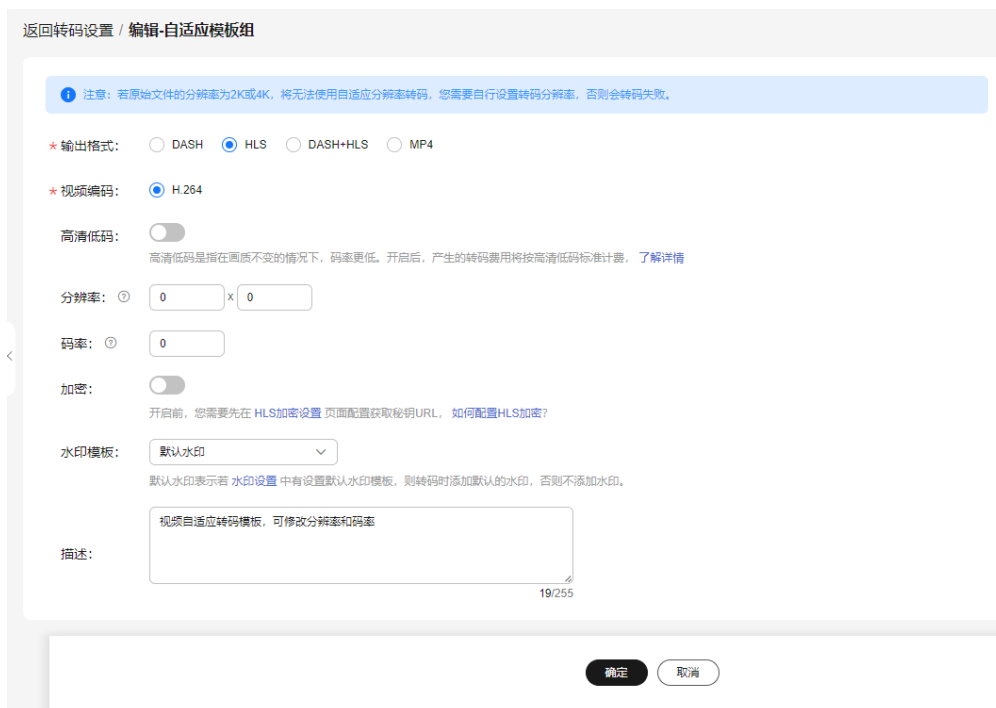 返回转码设置 / 编辑-自适应模板组
注意：若原始文件的分辨率为2K或4K，将无法使用自适应分辨率转码，您需要自行设置转码分辨率，否则会转码失败。
* 输出格式： DASH HLS DASH+HLS MP4
* 视频编码： H.264
高清低码：
高清低码是指在画质不变的情况下，码率更低。开启后，产生的转码费用将按高清低码标准计费， 了解详情
分辨率： ? 0 x 0
码率： ? 0
加密：
开启前，您需要先在 HLS加密设置 页面配置获取秘钥URL， 如何配置HLS加密?
水印模板： 默认水印
默认水印表示若 水印设置 中有设置默认水印模板，则转码时添加默认的水印，否则不添加水印。
视频自适应转码模板，可修改分辨率和码率
描述：
19/255
确定 取消